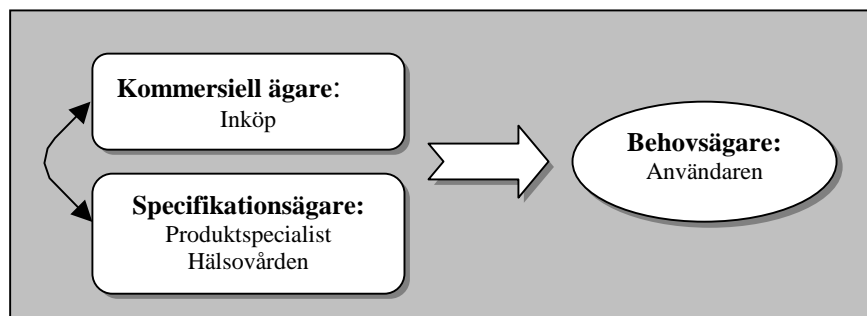 Kommersiell ägare:
Inköp
Specifikationsägare:
Produktspecialist
Hälsovården
Behovsägare:
Användaren